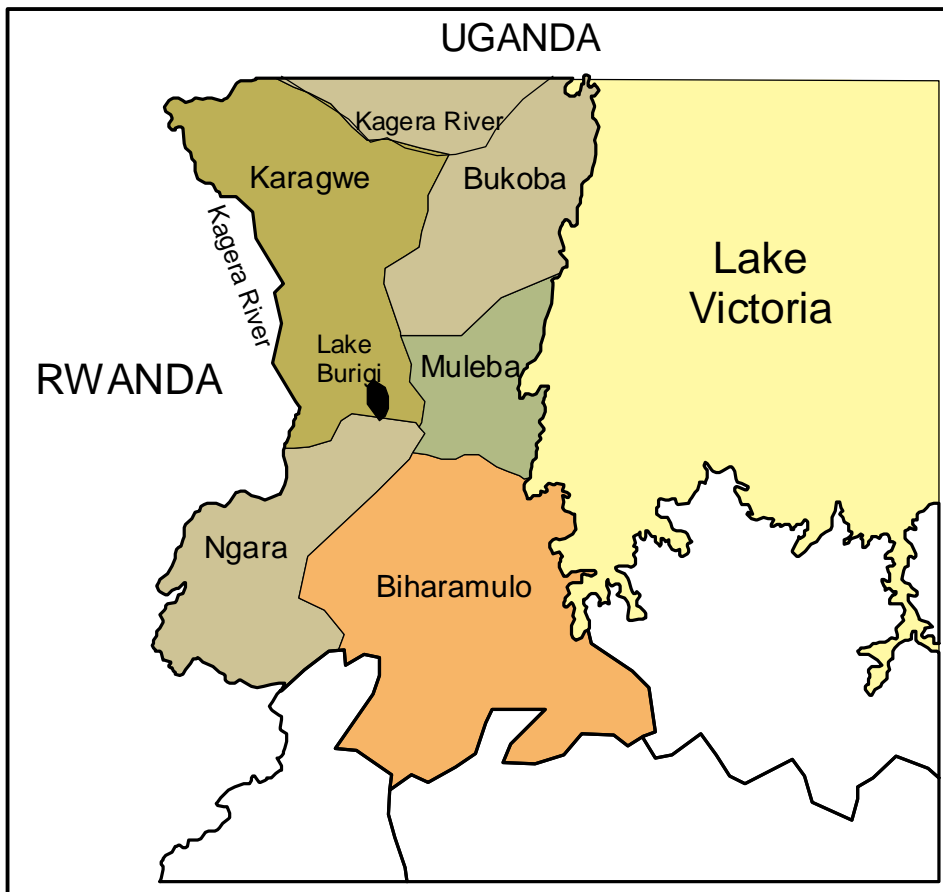 UGANDA
Kagera River
Karagwe
Bukoba
Kagera River
Lake
Victoria
Lake
Burigi
Muleba
RWANDA
Ngara
Biharamulo